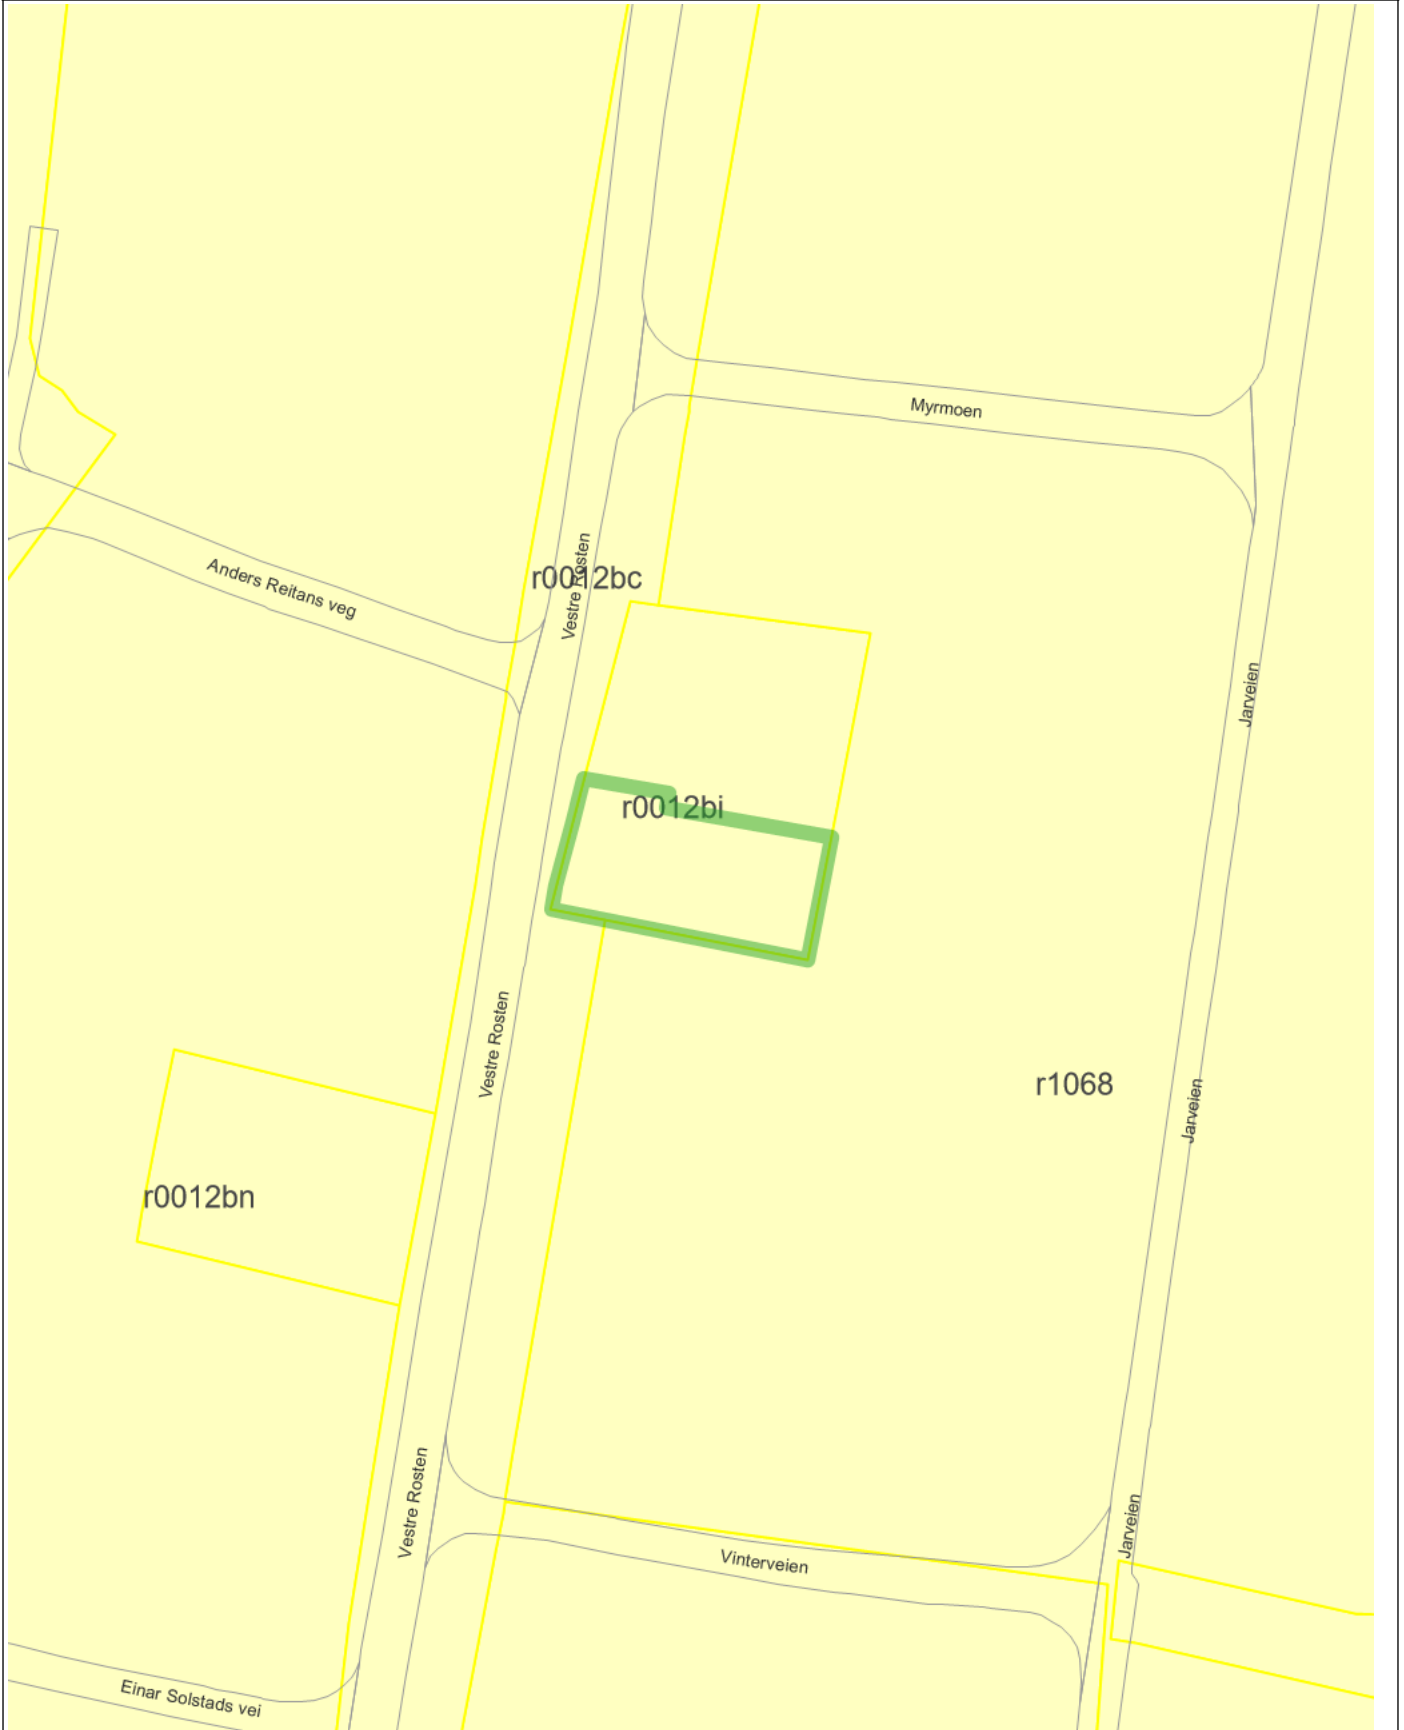 Myrmoen
Vestre Rosten
r0012bc
Anders Reitans veg
Jarveien
r0012bi
Vestre Rosten
r1068
Jarveien
r0012bn
Vestre Rosten
Jarveien
Vinterveien
Einar Solstads vei